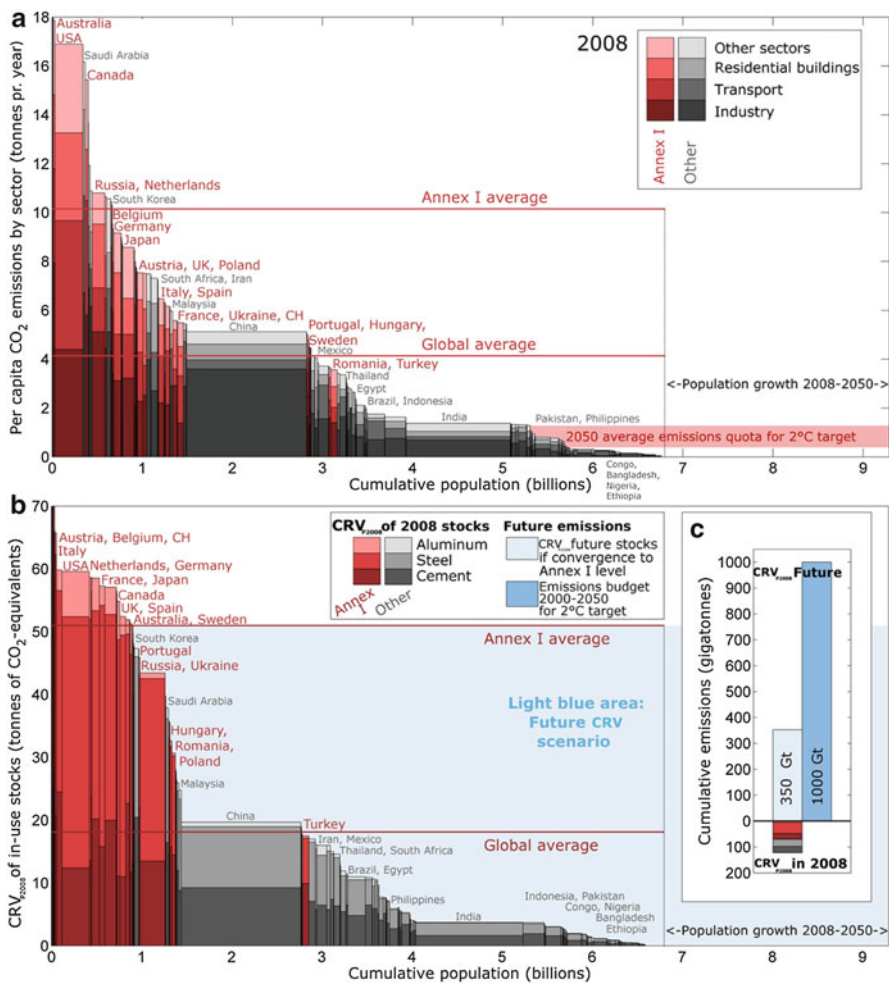 a
18
16
14
12
10
8
6
4
2
0
Per capita CO2 emissions by sector (tonnes pr. year)
Australia
USA
Saudi Arabia
Canada
Russia, Netherlands
South Korea
Belgium
Germany
Japan
Austria, UK, Poland
South Africa, Iran
Italy, Spain
Malaysia
France, Ukraine, CH
China
Portugal, Hungary,
Sweden
Mexico
Romania, Turkey
Thailand
Egypt
Brazil, Indonesia
India
Pakistan, Philippines
Congo,
Bangladesh,
Nigeria,
Ethiopia
2008
Other sectors
Residential buildings
Transport
Industry
Annex I
Other
Annex I average
Global average
<-Population growth 2008-2050->
2050 average emissions quota for 2°C target
0 1 2 3 4 5 6 7 8 9
Cumulative population (billions)
b
70
60
50
40
30
20
10
0
CRVP2008 of in-use stocks (tonnes of CO2-equivalents)
Austria, Belgium, CH
Italy
USA
Netherlands, Germany
France, Japan
Canada
UK, Spain
Australia, Sweden
South Korea
Portugal
Russia, Ukraine
Saudi Arabia
Hungary,
Romania,
Poland
Malaysia
China
Turkey
Iran, Mexico
Thailand, South Africa
Brazil, Egypt
Philippines
India
Indonesia, Pakistan
Congo, Nigeria
Bangladesh
Ethiopia
CRVP2008 of 2008 stocks
Aluminum
Steel
Cement
Annex I
Other
Future emissions
CRVP2008 future stocks
if convergence to
Annex I level
Emissions budget
2000-2050
for 2°C target
Annex I average
Light blue area:
Future CRV
scenario
Global average
<-Population growth 2008-2050->
0 1 2 3 4 5 6 7 8 9
Cumulative population (billions)
c
1000
900
800
700
600
500
400
300
200
100
0
100
200
Cumulative emissions (gigatonnes)
CRVP2008 Future
350 Gt
1000 Gt
CRVP2008 in 2008